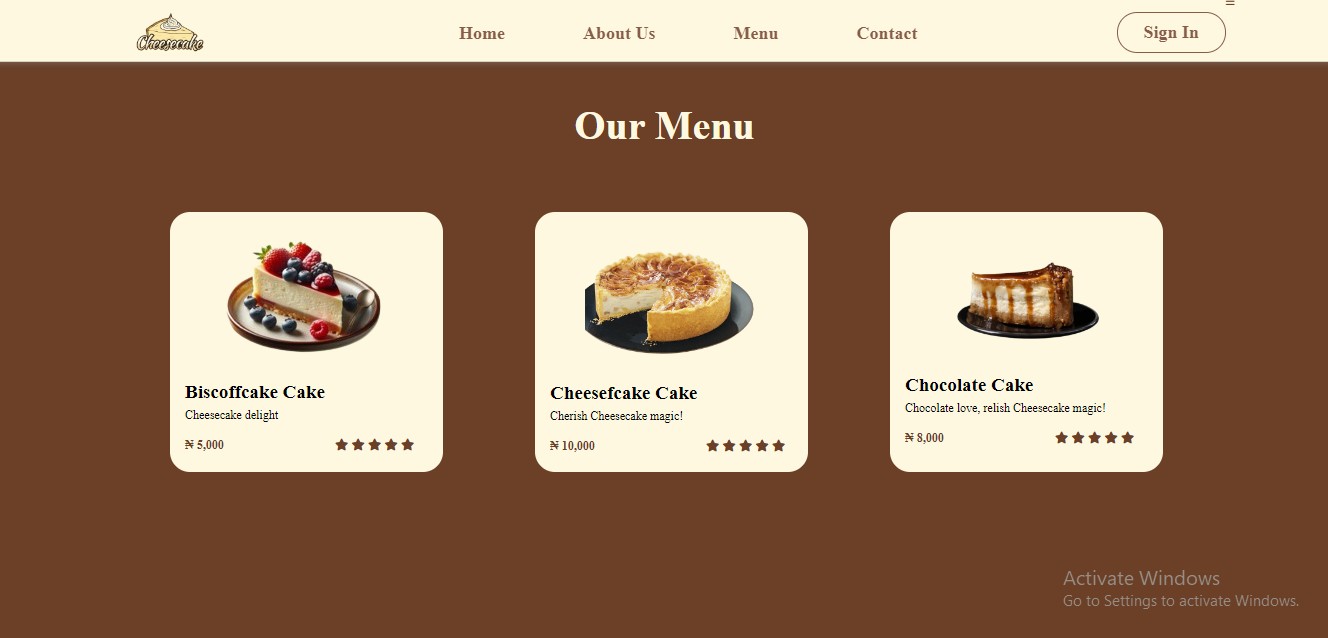 Cheesecake
Home
About Us
Menu
Contact
Sign In
Our Menu
Biscoffcake Cake
Cheesecake delight
₦ 5,000
Cheesefcake Cake
Cherish Cheesecake magic!
₦ 10,000
Chocolate Cake
Chocolate love, relish Cheesecake magic!
₦ 8,000
Activate Windows
Go to Settings to activate Windows.